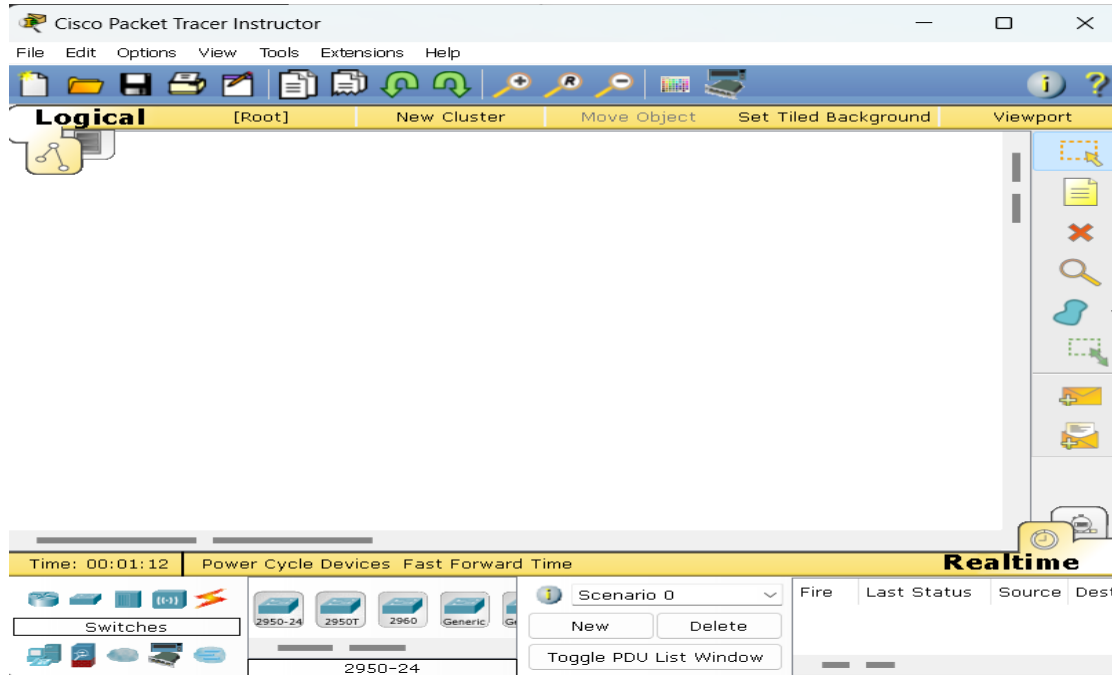 Cisco Packet Tracer Instructor
File Edit Options View Tools Extensions Help
R i ?
Logical [Root] New Cluster Move Object Set Tiled Background Viewport
Time: 00:01:12 Power Cycle Devices Fast Forward Time Realtime
i Scenario 0 Fire Last Status Source Dest
2950-24 2950T 2960 Generic Ge
Switches New Delete
Toggle PDU List Window
2950-24